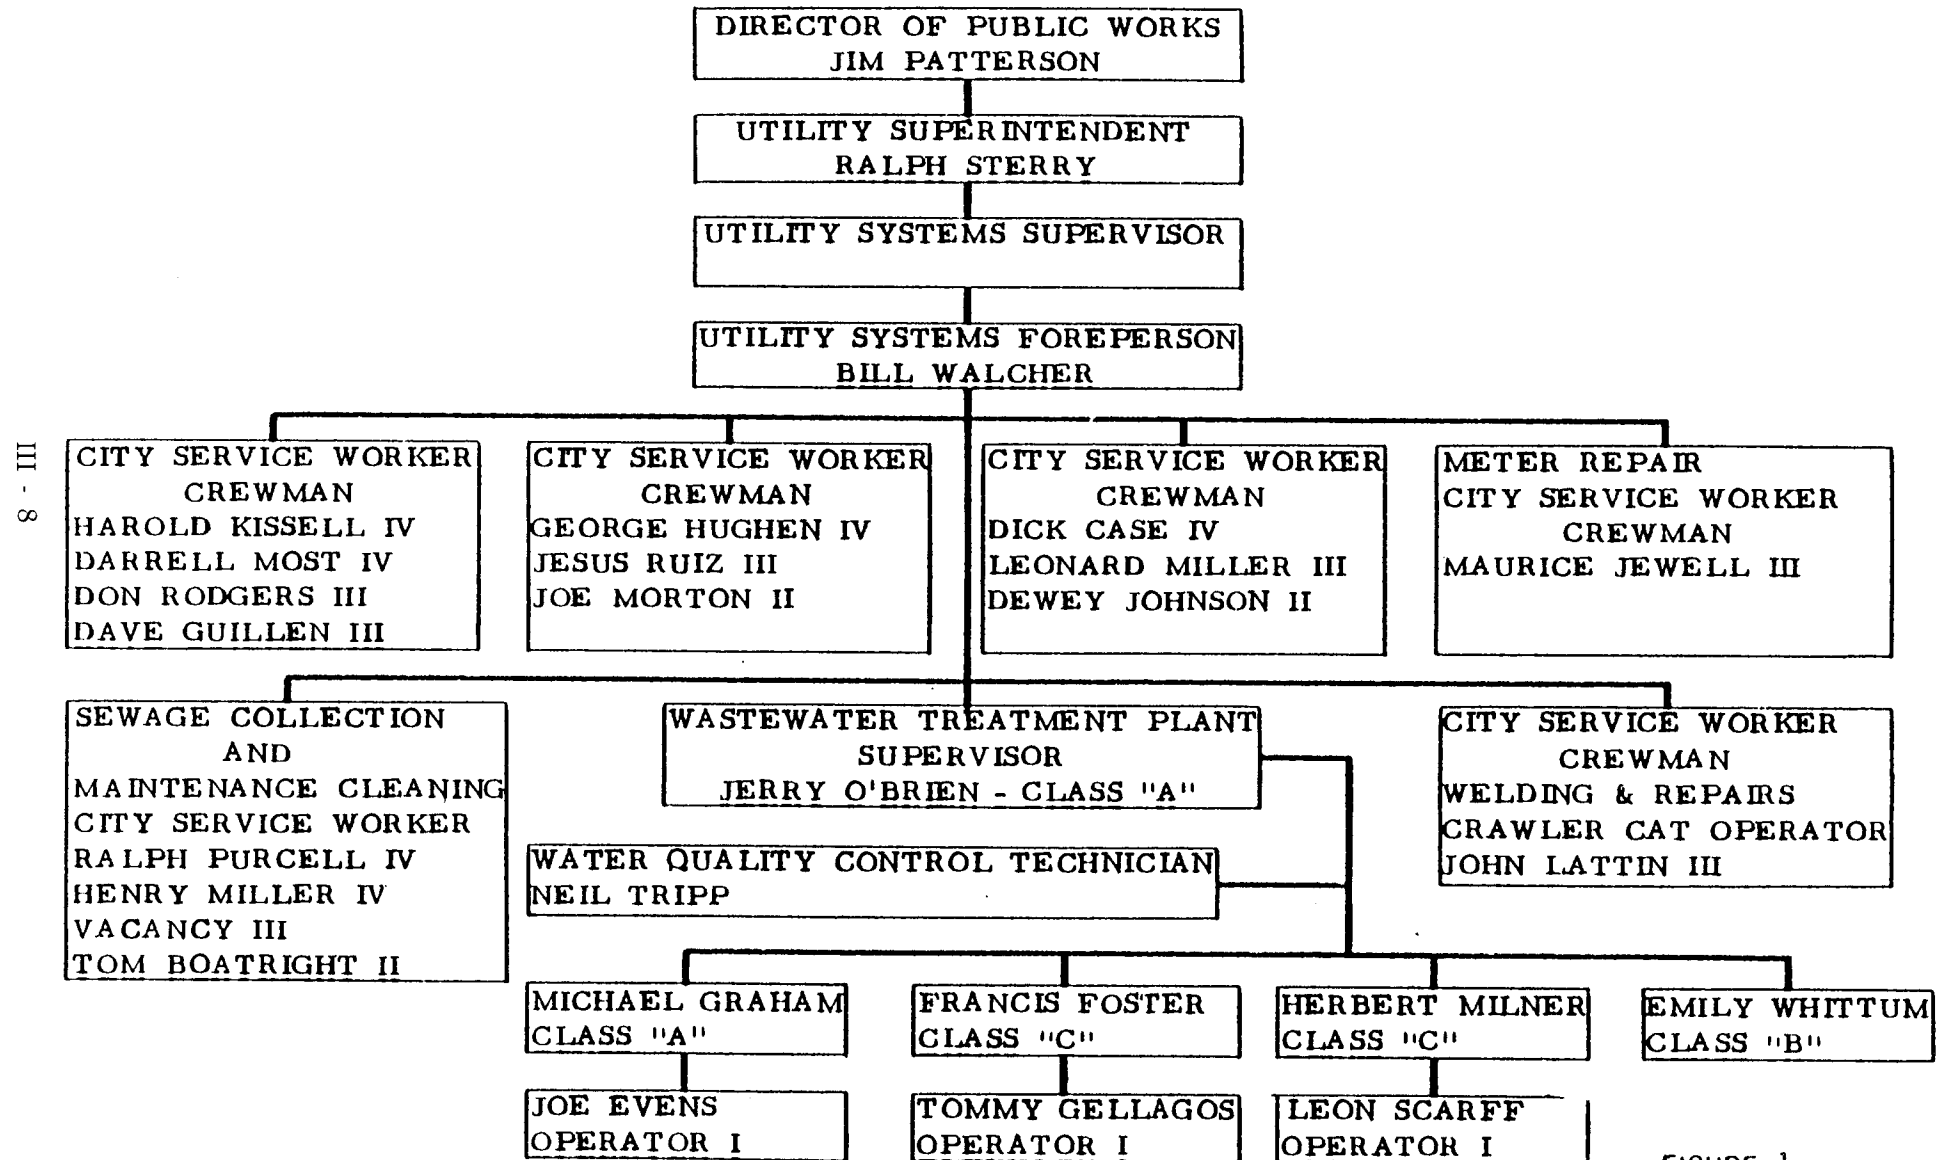 DIRECTOR OF PUBLIC WORKS
JIM PATTERSON
UTILITY SUPERINTENDENT
RALPH STERRY
UTILITY SYSTEMS SUPERVISOR
UTILITY SYSTEMS FOREPERSON
BILL WALCHER
III - 8
CITY SERVICE WORKER
CREWMAN
HAROLD KISSELL IV
DARRELL MOST IV
DON RODGERS III
DAVE GUILLEN III
CITY SERVICE WORKER
CREWMAN
GEORGE HUGHEN IV
JESUS RUIZ III
JOE MORTON II
CITY SERVICE WORKER
CREWMAN
DICK CASE IV
LEONARD MILLER III
DEWEY JOHNSON II
METER REPAIR
CITY SERVICE WORKER
CREWMAN
MAURICE JEWELL III
SEWAGE COLLECTION
AND
MAINTENANCE CLEANING
CITY SERVICE WORKER
RALPH PURCELL IV
HENRY MILLER IV
VACANCY III
TOM BOATRIGHT II
WASTEWATER TREATMENT PLANT
SUPERVISOR
JERRY O'BRIEN - CLASS "A"
CITY SERVICE WORKER
CREWMAN
WELDING & REPAIRS
CRAWLER CAT OPERATOR
JOHN LATTIN III
WATER QUALITY CONTROL TECHNICIAN
NEIL TRIPP
MICHAEL GRAHAM
CLASS "A"
FRANCIS FOSTER
CLASS "C"
HERBERT MILNER
CLASS "C"
EMILY WHITTUM
CLASS "B"
JOE EVENS
OPERATOR I
TOMMY GELLAGOS
OPERATOR I
LEON SCARFF
OPERATOR I